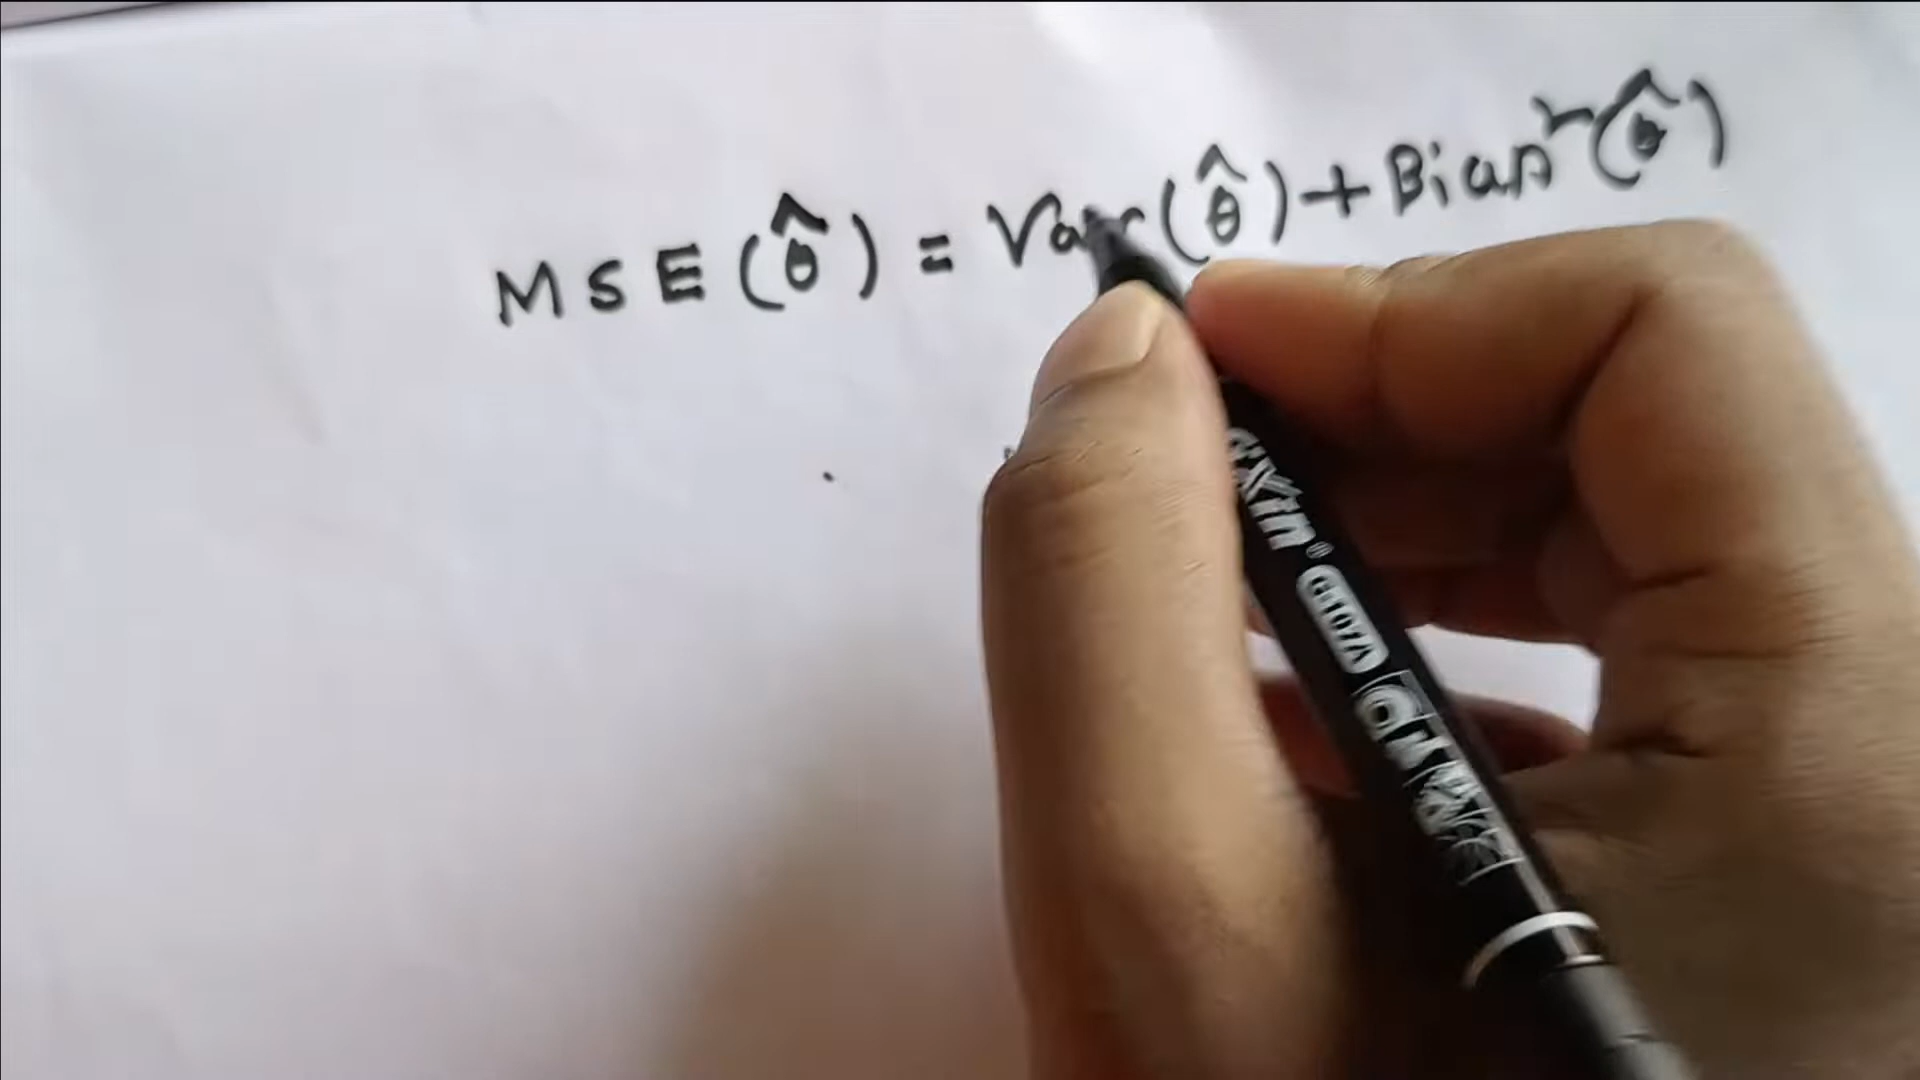 MSE(θ̂) = Var(θ̂) + Bias²(θ̂)